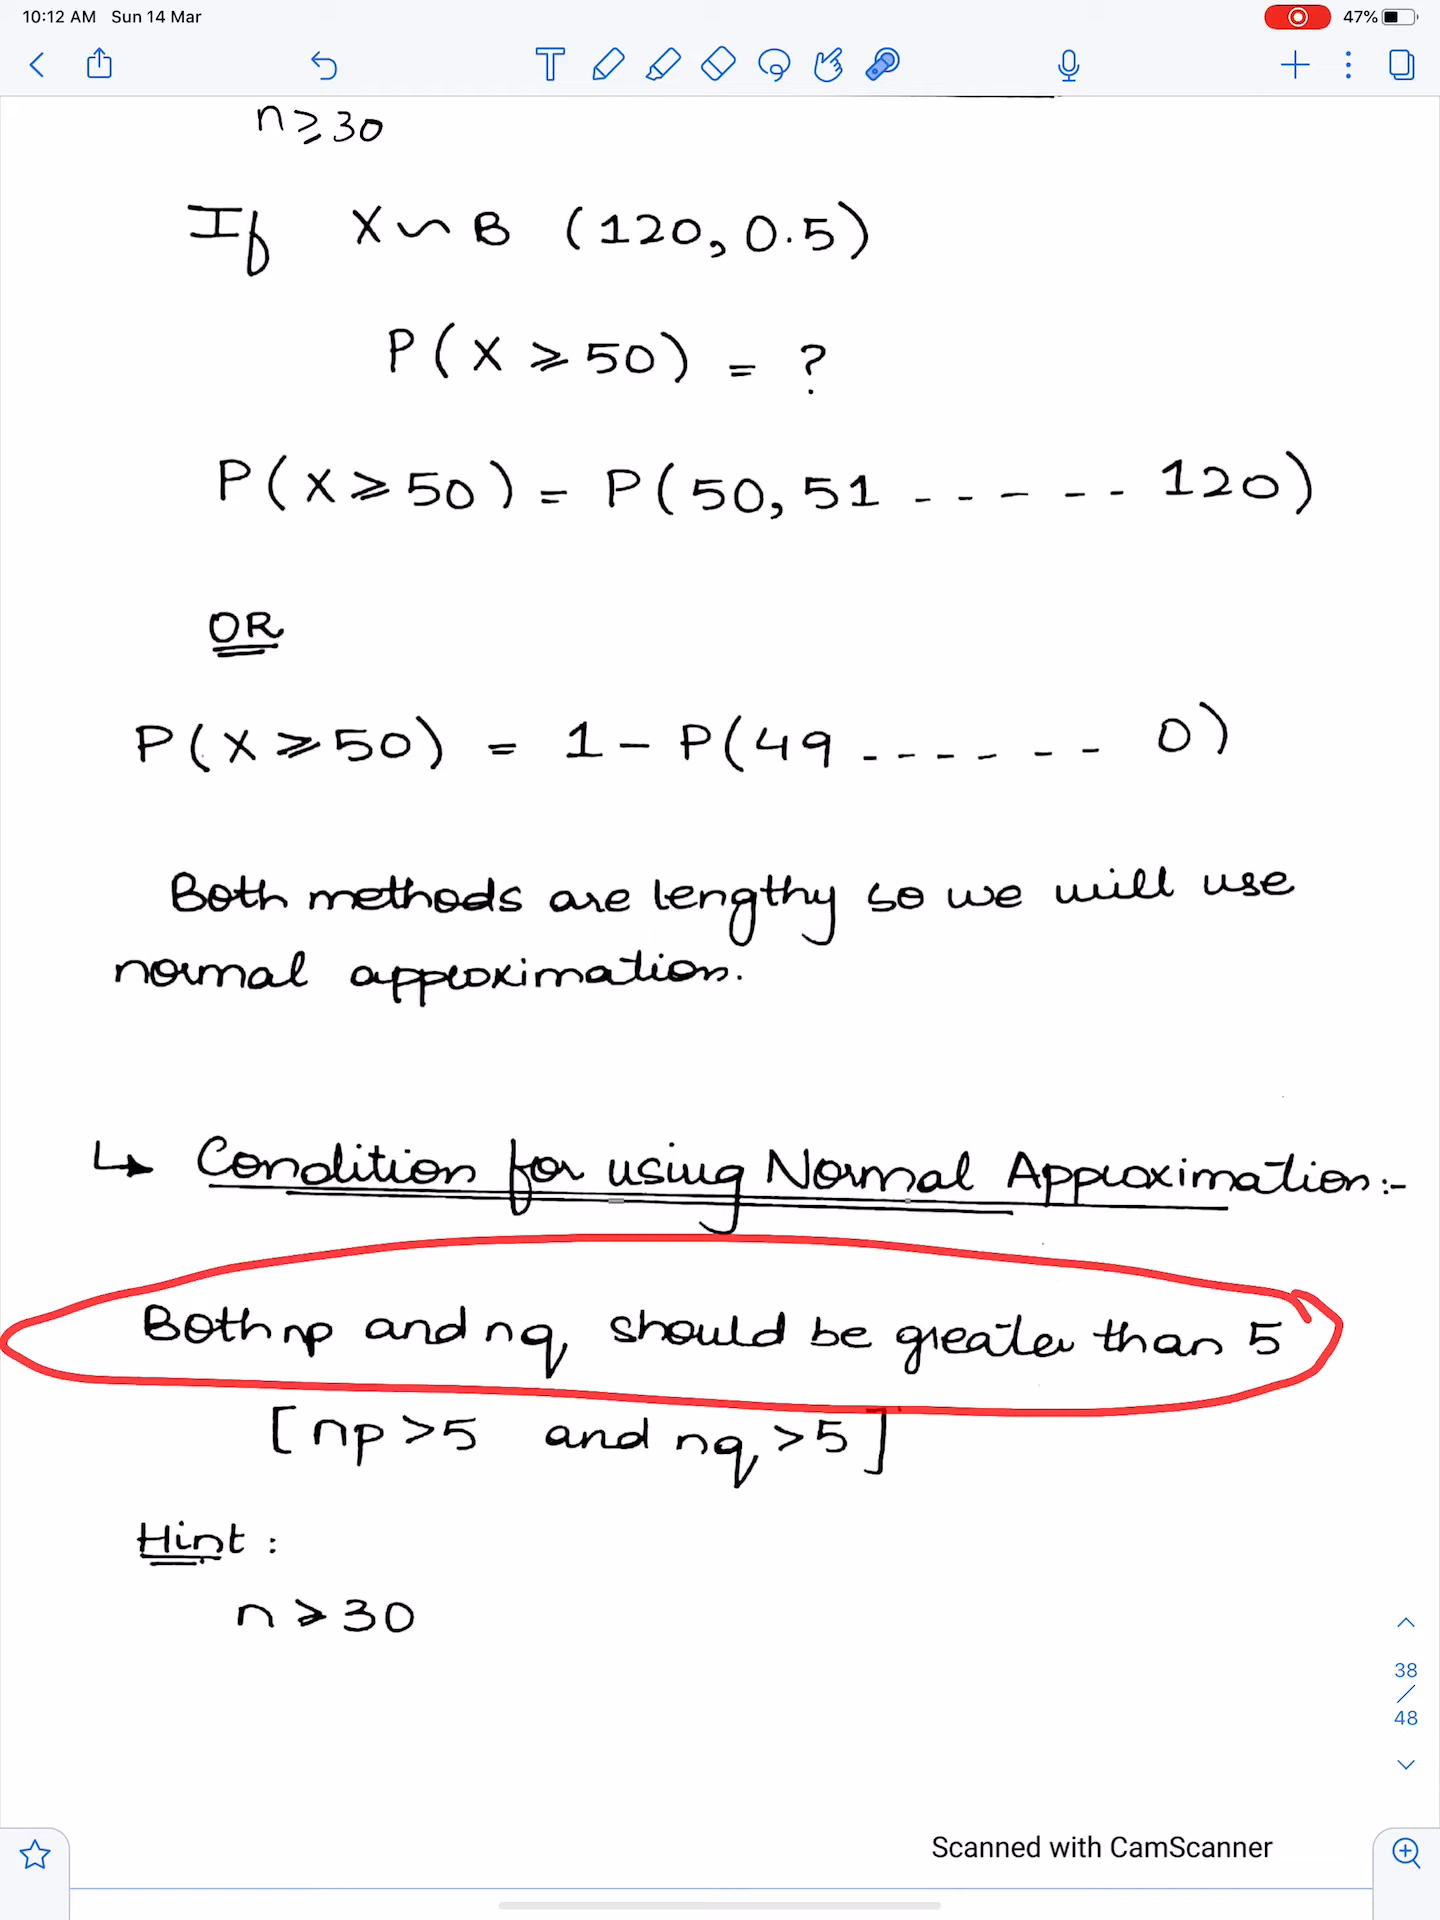 10:12 AM Sun 14 Mar 47%
n≥30
If X ~ B (120, 0.5)
P(X ≥ 50) = ?
P(X ≥ 50) = P(50, 51 ------ 120)
OR
P(X ≥ 50) = 1 - P(49 ------- 0)
Both methods are lengthy so we will use
normal approximation.
↳ Condition for using Normal Approximation:-
Both np and nq should be greater than 5
[np >5 and nq >5]
Hint:
n ≥ 30
38
/
48
Scanned with CamScanner